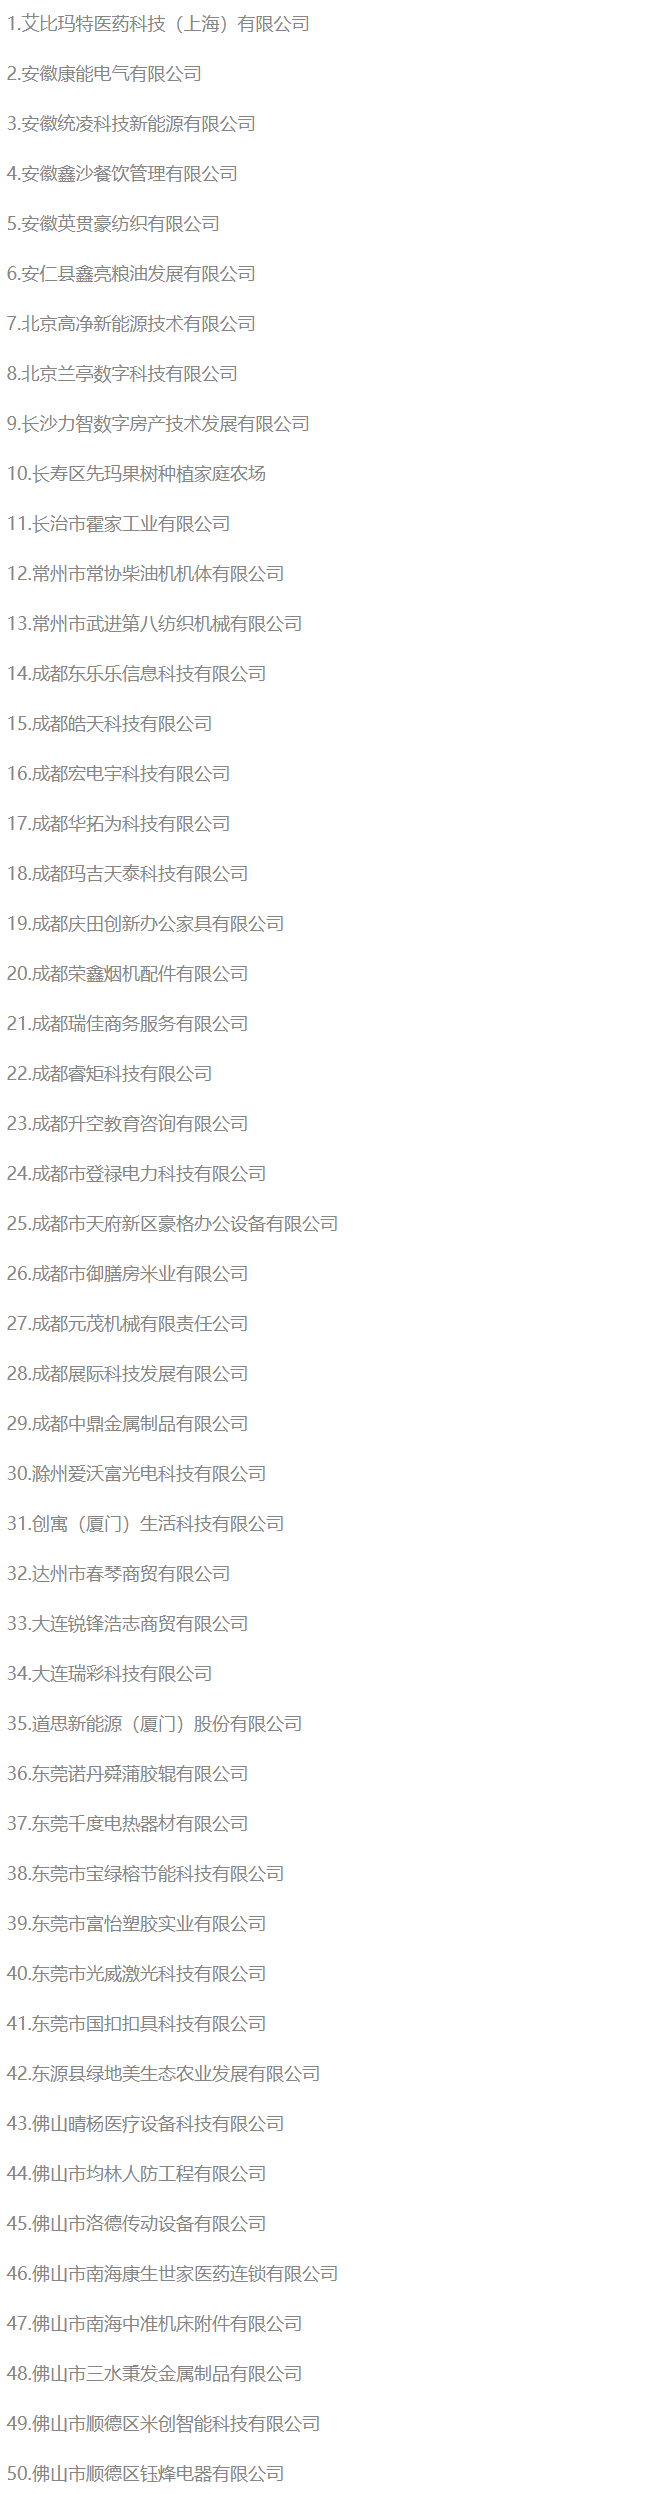 1.艾比玛特医药科技（上海）有限公司
2.安徽康能电气有限公司
3.安徽统凌科技新能源有限公司
4.安徽鑫沙餐饮管理有限公司
5.安徽英贯豪纺织有限公司
6.安仁县鑫亮粮油发展有限公司
7.北京高净新能源技术有限公司
8.北京兰亭数字科技有限公司
9.长沙力智数字房产技术发展有限公司
10.长寿区先玛果树种植家庭农场
11.长治市霍家工业有限公司
12.常州市常协柴油机机体有限公司
13.常州市武进第八纺织机械有限公司
14.成都东乐乐信息科技有限公司
15.成都皓天科技有限公司
16.成都宏电宇科技有限公司
17.成都华拓为科技有限公司
18.成都玛吉天泰科技有限公司
19.成都庆田创新办公家具有限公司
20.成都荣鑫烟机配件有限公司
21.成都瑞佳商务服务有限公司
22.成都睿矩科技有限公司
23.成都升空教育咨询有限公司
24.成都市登禄电力科技有限公司
25.成都市天府新区豪格办公设备有限公司
26.成都市御膳房米业有限公司
27.成都元茂机械有限责任公司
28.成都展际科技发展有限公司
29.成都中鼎金属制品有限公司
30.滁州爱沃富光电科技有限公司
31.创寓（厦门）生活科技有限公司
32.达州市春琴商贸有限公司
33.大连锐锋浩志商贸有限公司
34.大连瑞彩科技有限公司
35.道思新能源（厦门）股份有限公司
36.东莞诺丹舜蒲胶辊有限公司
37.东莞千度电热器材有限公司
38.东莞市宝绿榕节能科技有限公司
39.东莞市富怡塑胶实业有限公司
40.东莞市光威激光科技有限公司
41.东莞市国扣扣具科技有限公司
42.东源县绿地美生态农业发展有限公司
43.佛山晴杨医疗设备科技有限公司
44.佛山市均林人防工程有限公司
45.佛山市洛德传动设备有限公司
46.佛山市南海康生世家医药连锁有限公司
47.佛山市南海中准机床附件有限公司
48.佛山市三水秉发金属制品有限公司
49.佛山市顺德区米创智能科技有限公司
50.佛山市顺德区钰烽电器有限公司